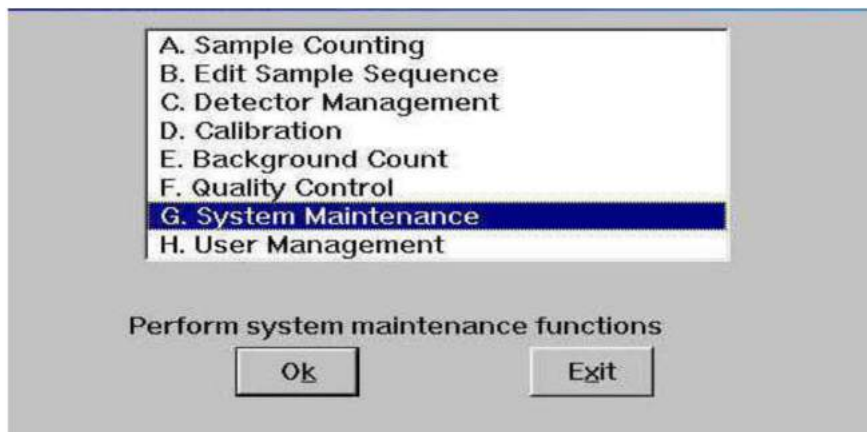 A. Sample Counting
B. Edit Sample Sequence
C. Detector Management
D. Calibration
E. Background Count
F. Quality Control
G. System Maintenance
H. User Management
Perform system maintenance functions
Ok
Exit